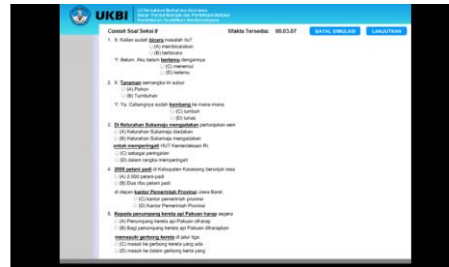 UKBI
Contoh Soal Seksi II
Waktu Tersedia: 00.03.07
BATAL SIMULASI
LANJUTKAN
1. X: Kalian sudah bicara masalah itu?
(A) membicarakan
(B) berbicara
Y: Belum. Aku belum bertemu dengannya.
(C) menemui
(D) ketemu
2. X: Tanaman semangka ini subur.
(A) Pohon
(B) Tumbuhan
Y: Ya. Cabangnya sudah kembang ke mana-mana.
(C) tumbuh
(D) tunas
3. Di Kelurahan Sukamaju mengadakan pertunjukan seni
(A) Kelurahan Sukamaju diadakan
(B) Kelurahan Sukamaju mengadakan
untuk memperingati HUT Kemerdekaan RI.
(C) sebagai peringatan
(D) dalam rangka memperingati
4. 2000 petani padi di Kabupaten Karawang berunjuk rasa
(A) 2.000 petani padi
(B) Dua ribu petani padi
di depan kantor Pemerintah Provinsi Jawa Barat.
(C) kantor pemerintah provinsi
(D) Kantor Pemerintah Provinsi
5. Kepada penumpang kereta api Pakuan harap segera
(A) Penumpang kereta api Pakuan diharap
(B) Bagi penumpang kereta api Pakuan diharapkan
memasuki gerbong kereta di jalur tiga.
(C) masuk ke gerbong kereta yang ada
(D) masuk ke dalam gerbong kereta yang